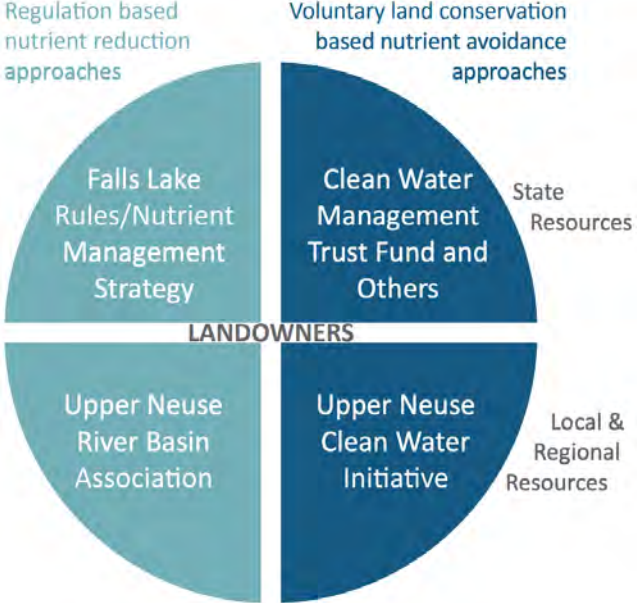 Regulation based
nutrient reduction
approaches
Voluntary land conservation
based nutrient avoidance
approaches
Falls Lake
Rules/Nutrient
Management
Strategy
Clean Water
Management
Trust Fund and
Others
State
Resources
LANDOWNERS
Upper Neuse
River Basin
Association
Upper Neuse
Clean Water
Initiative
Local &
Regional
Resources